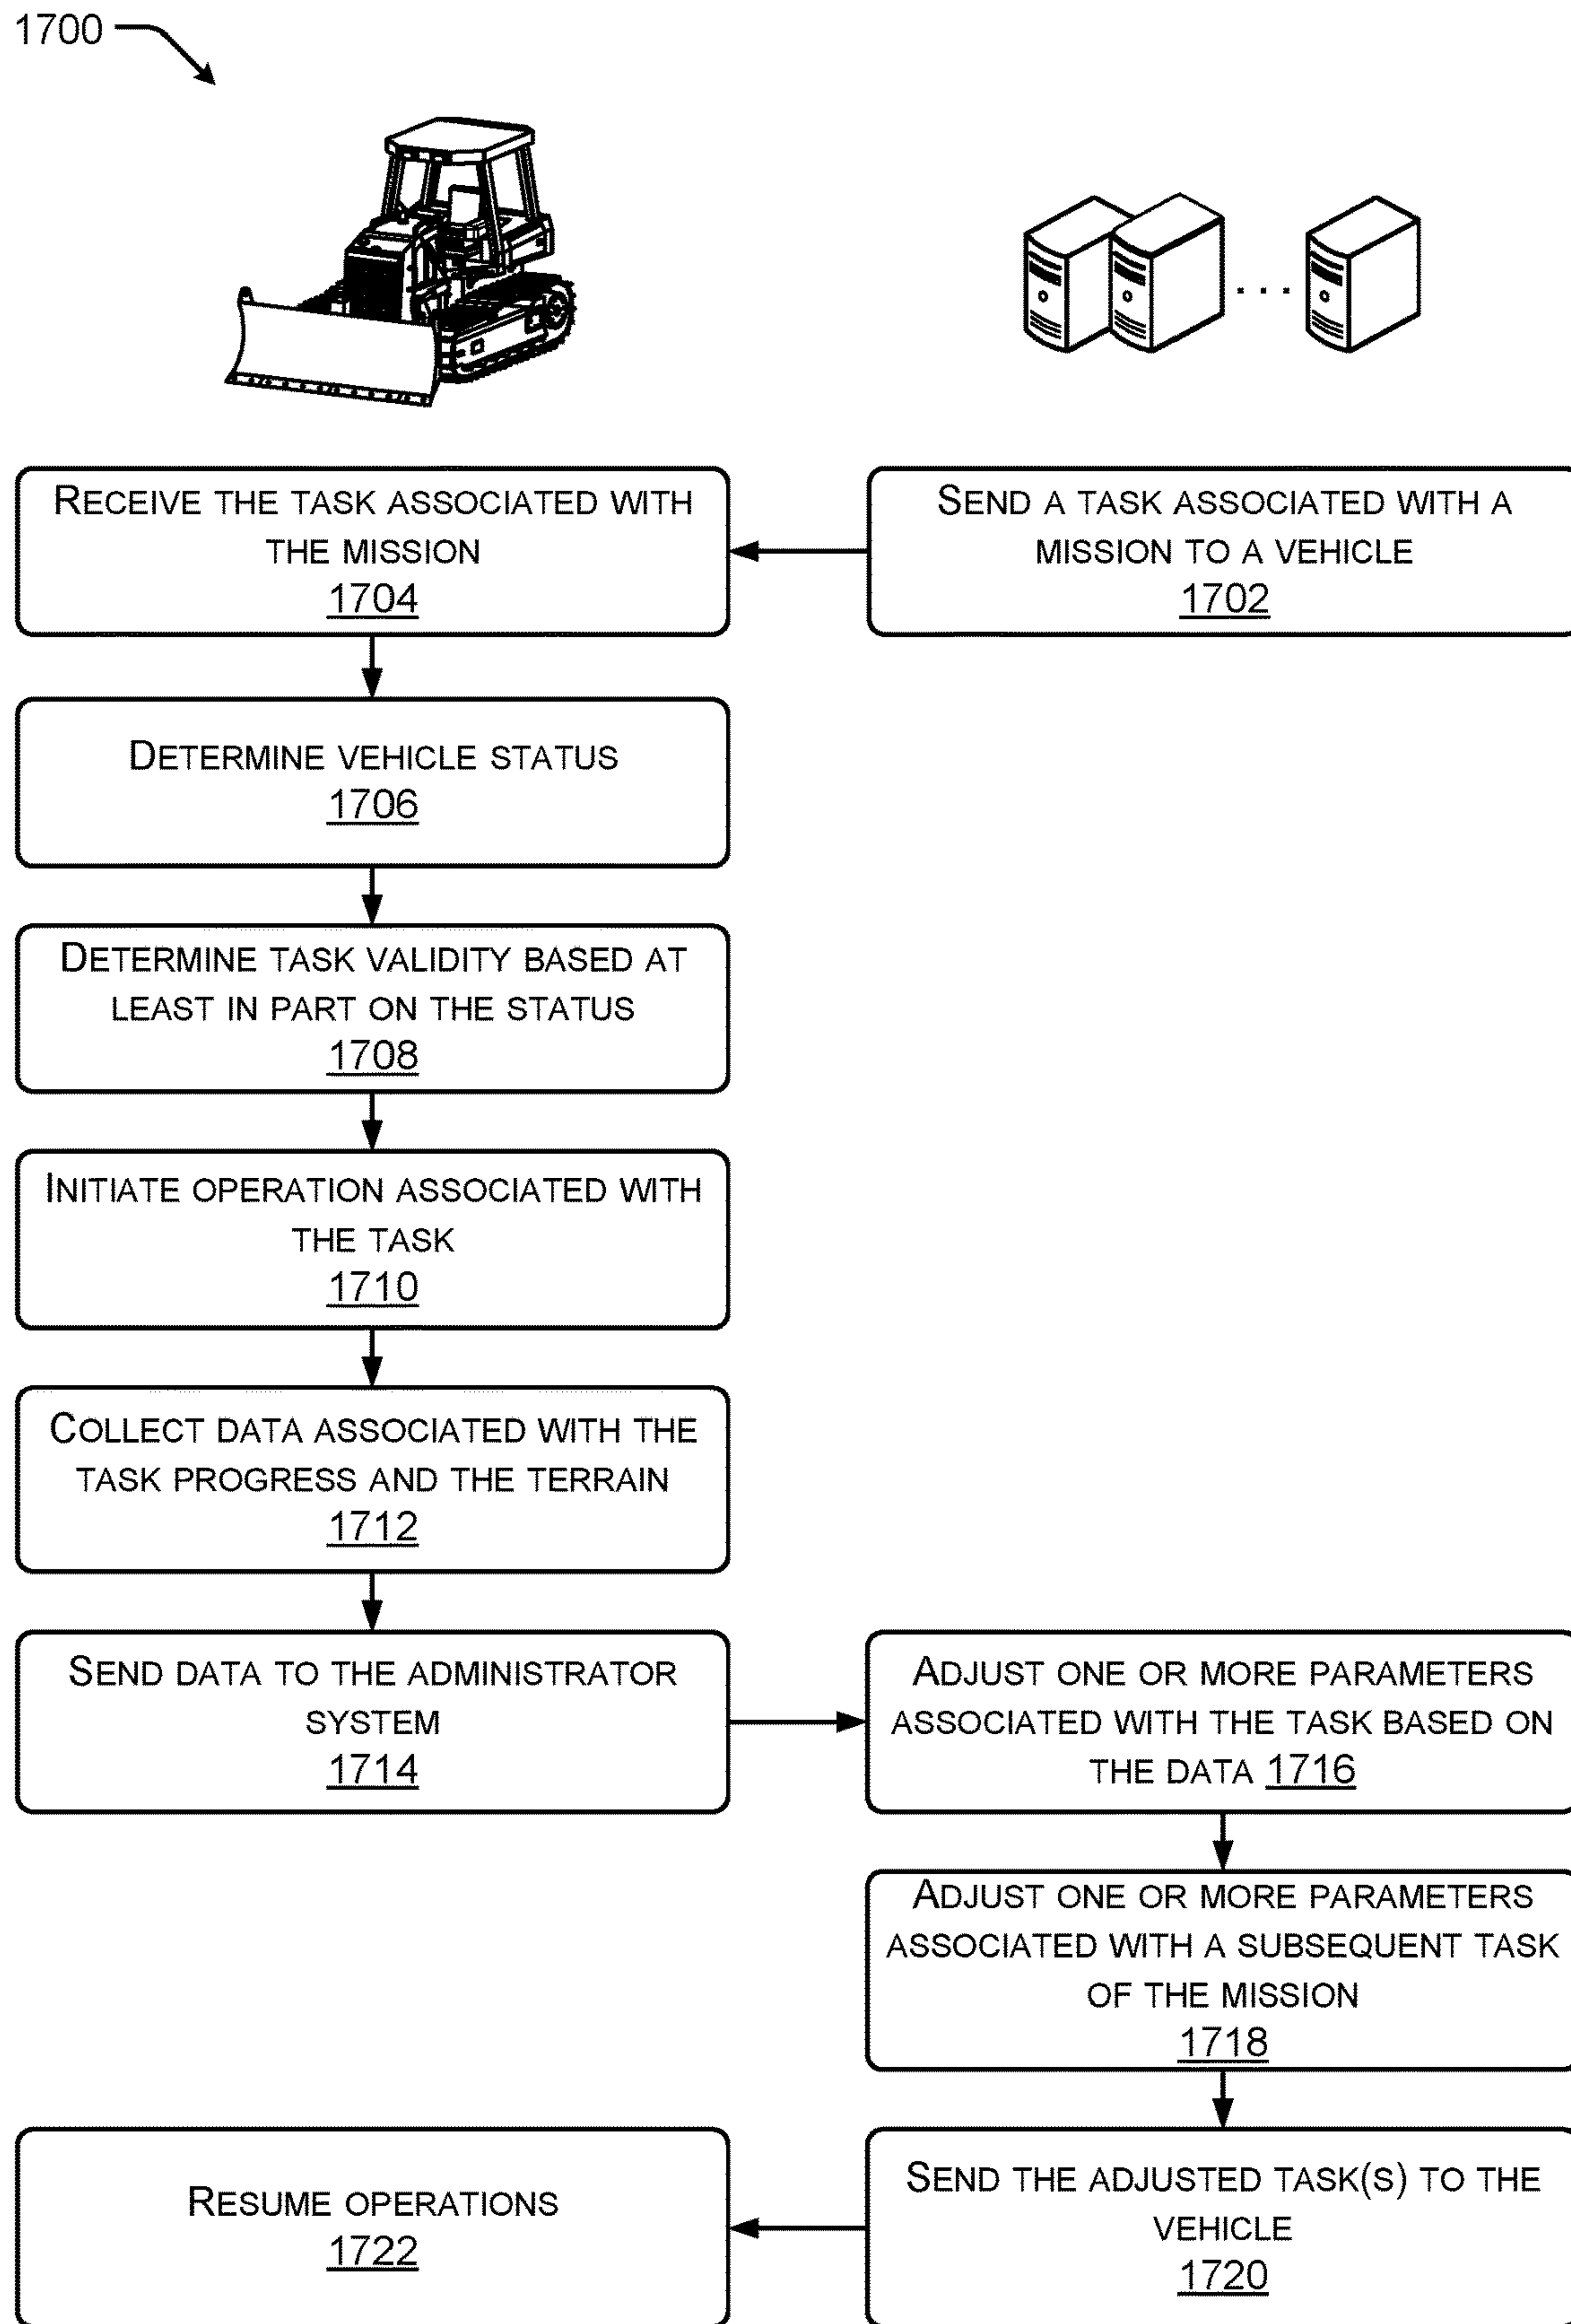 1700
RECEIVE THE TASK ASSOCIATED WITH
THE MISSION
1704
SEND A TASK ASSOCIATED WITH A
MISSION TO A VEHICLE
1702
DETERMINE VEHICLE STATUS
1706
DETERMINE TASK VALIDITY BASED AT
LEAST IN PART ON THE STATUS
1708
INITIATE OPERATION ASSOCIATED WITH
THE TASK
1710
COLLECT DATA ASSOCIATED WITH THE
TASK PROGRESS AND THE TERRAIN
1712
SEND DATA TO THE ADMINISTRATOR
SYSTEM
1714
ADJUST ONE OR MORE PARAMETERS
ASSOCIATED WITH THE TASK BASED ON
THE DATA 1716
ADJUST ONE OR MORE PARAMETERS
ASSOCIATED WITH A SUBSEQUENT TASK
OF THE MISSION
1718
RESUME OPERATIONS
1722
SEND THE ADJUSTED TASK(S) TO THE
VEHICLE
1720